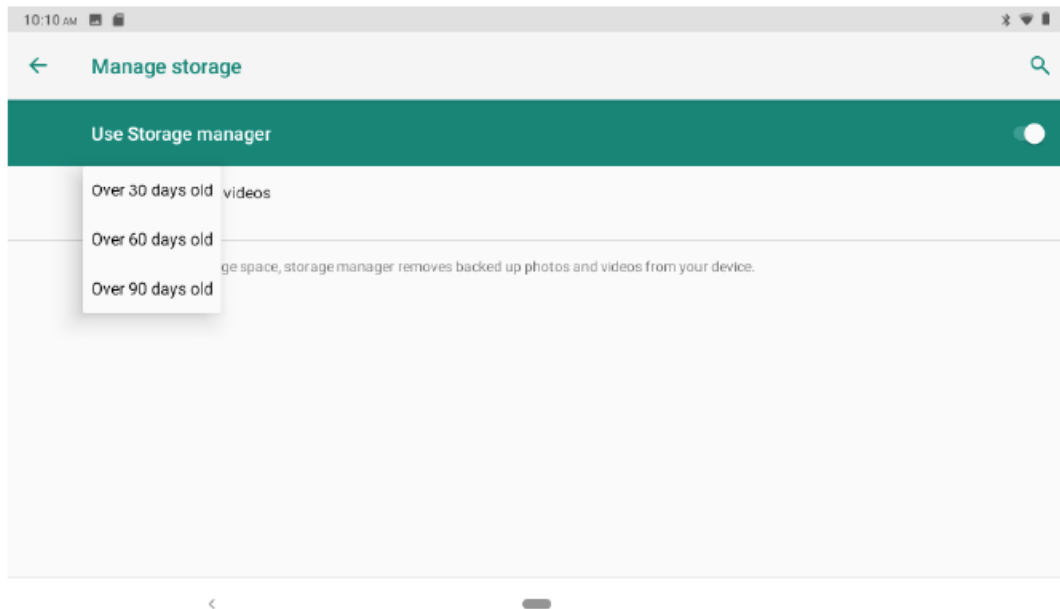 10:10 AM
Manage storage
Use Storage manager
Over 30 days old videos
Over 60 days old
ge space, storage manager removes backed up photos and videos from your device.
Over 90 days old